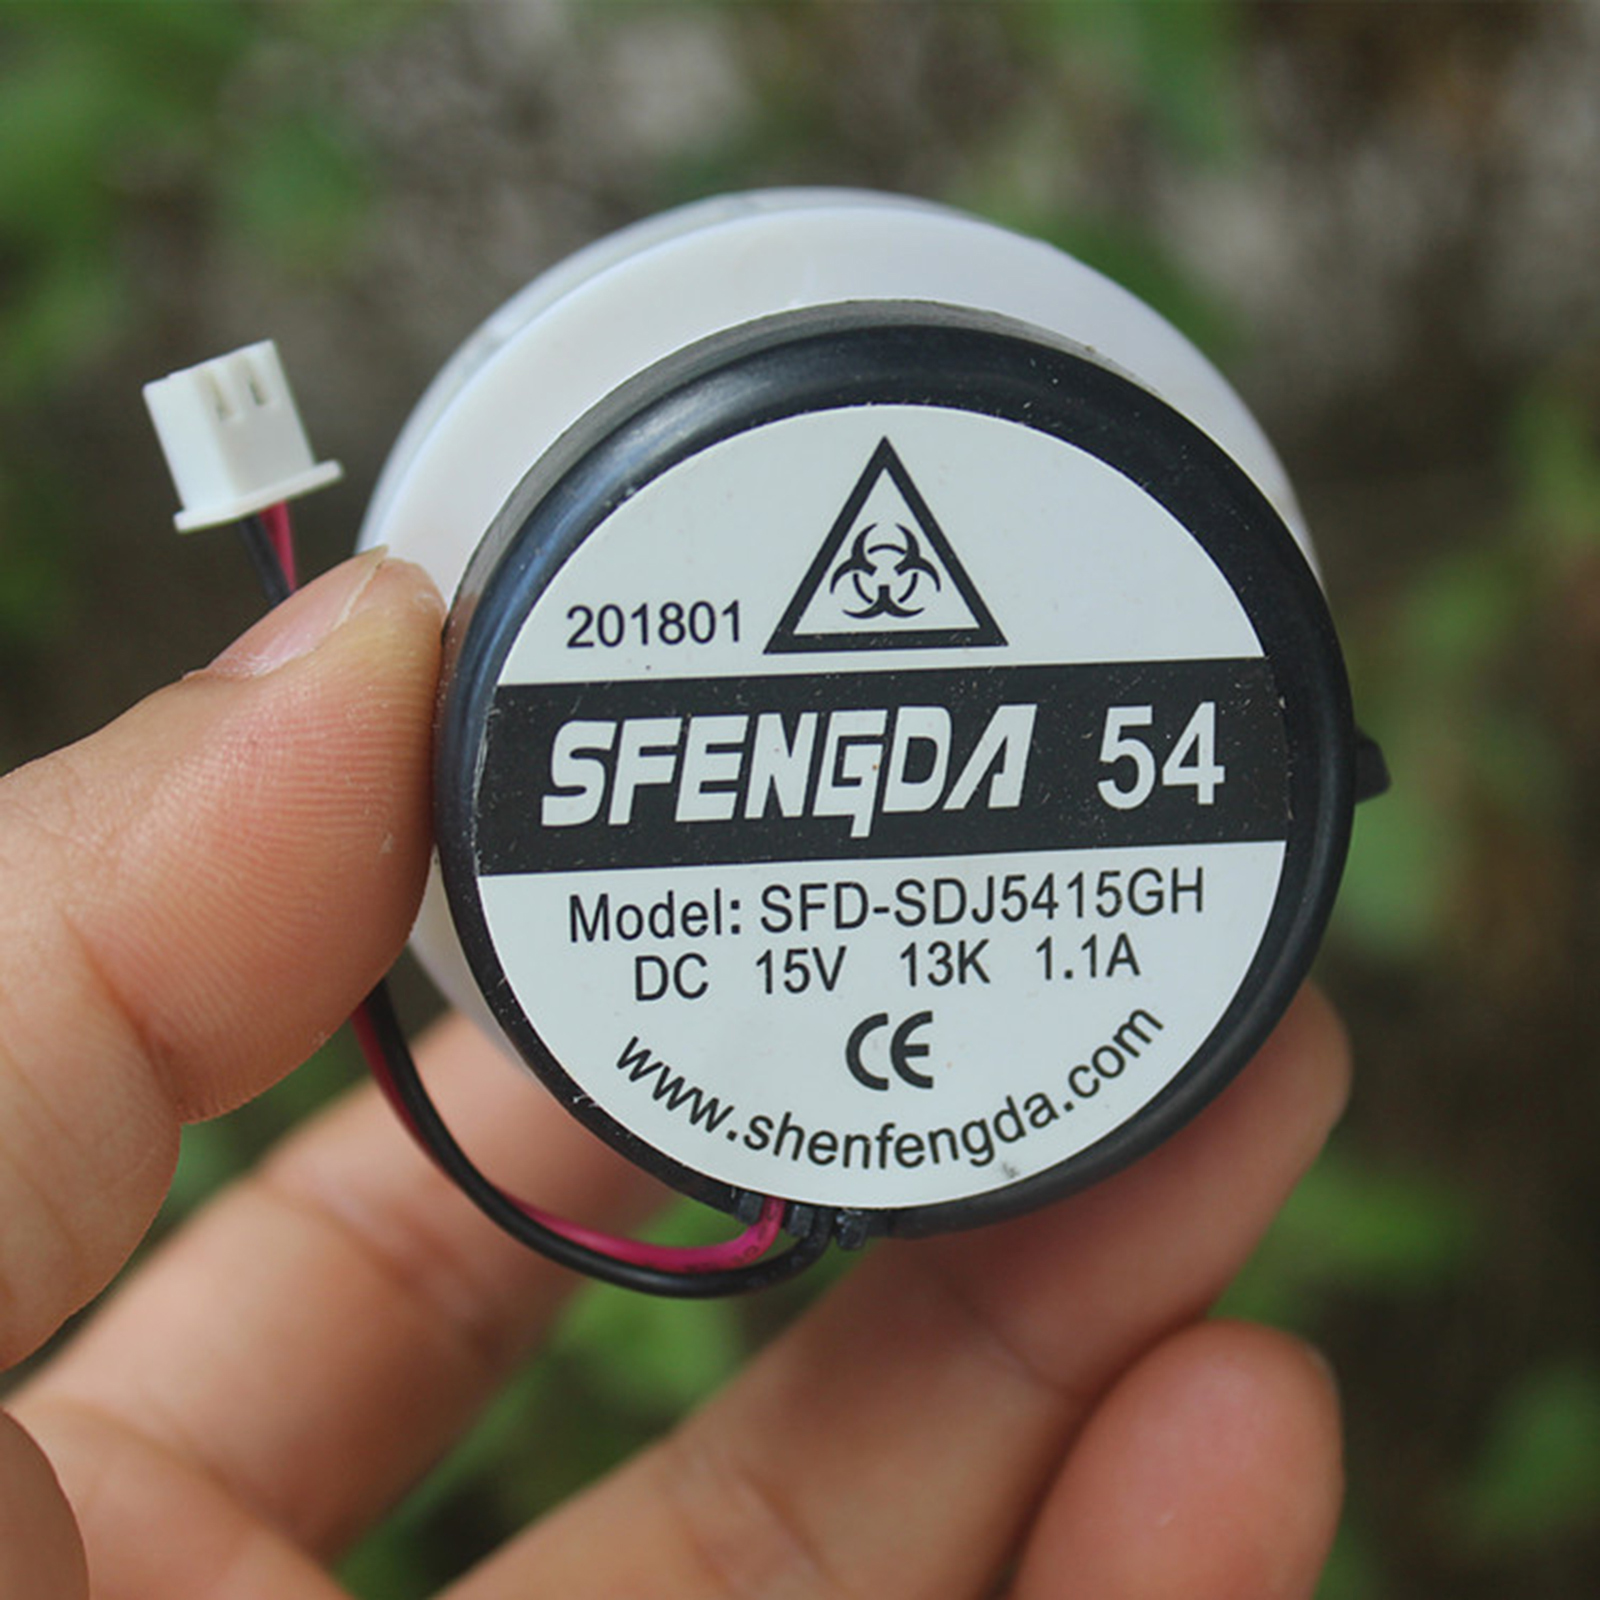 201801
SFENGDA 54
Model: SFD-SDJ5415GH
DC 15V 13K 1.1A
CE
www.shenfengda.com